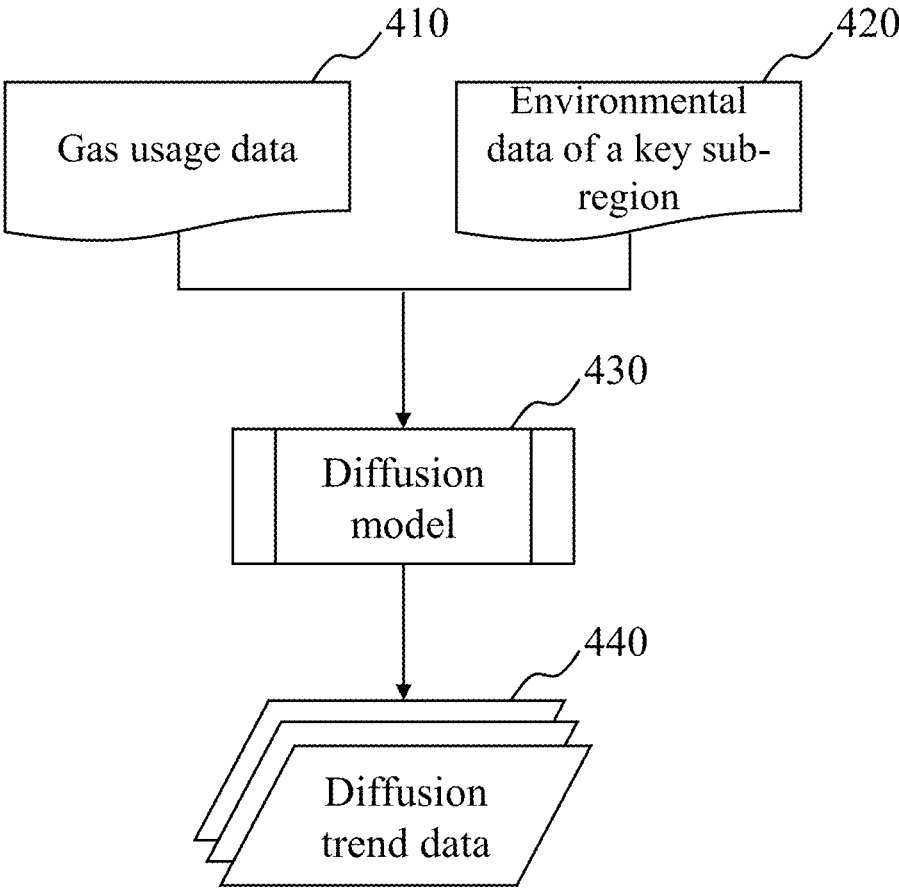 410
420
Gas usage data
Environmental
data of a key sub-
region
430
Diffusion
model
440
Diffusion
trend data